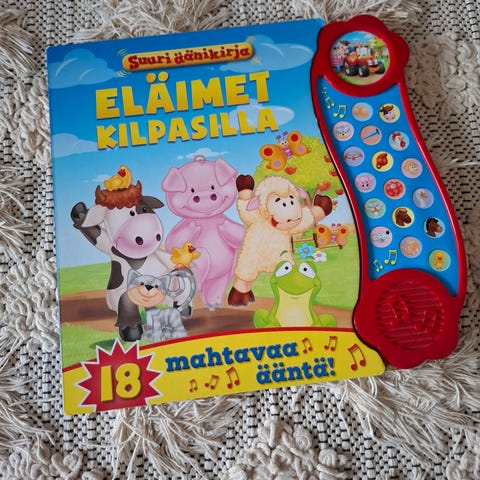 Suuri äänikirja
ELÄIMET
KILPASILLA
18 mahtavaa
ääntä!